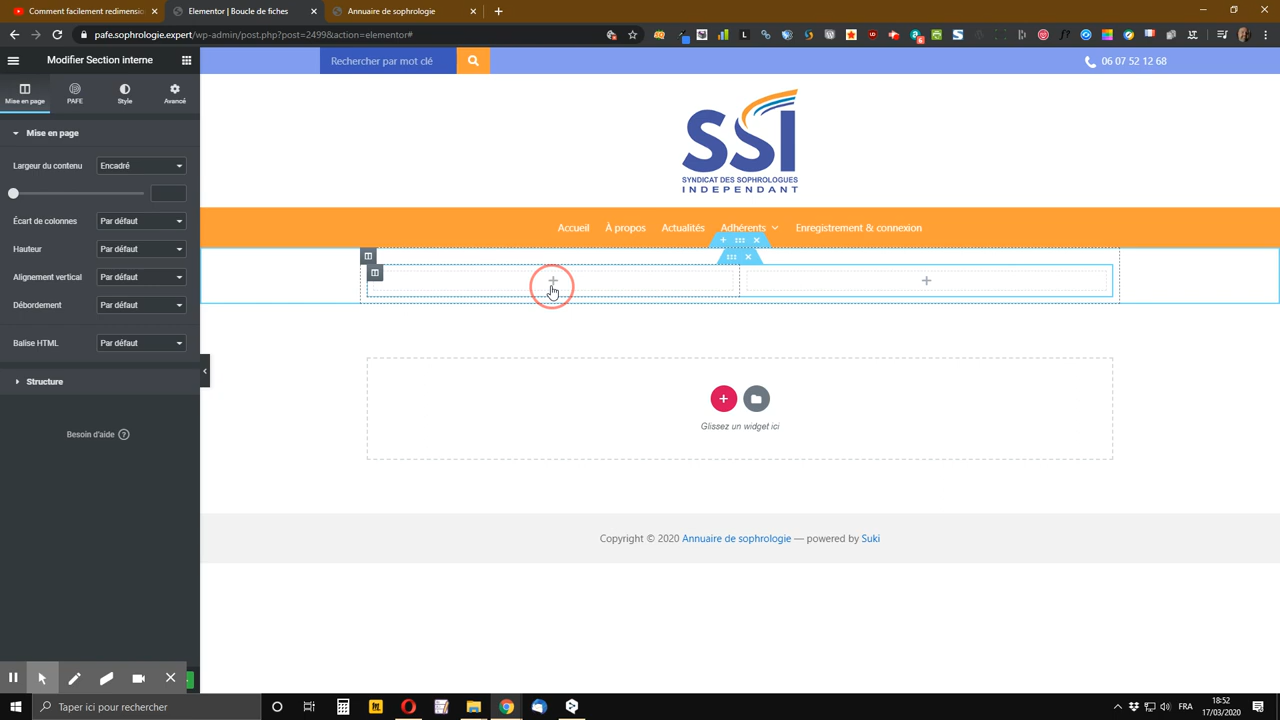 Comment faire connaître son
Elementor | Boucle de fiches
Annuaire de sophrologie
paie.sophrologie.expert/wp-admin/post.php?post=2499&action=elementor#
Modifier Section interne
Mise en page
PAFE
Style
Avancé
Mise en page
Largeur du contenu
Encadré
Écart de colonnes
Par défaut
Hauteur
Par défaut
Alignement vertical
Par défaut
Débordement
Par défaut
Balise HTML
Par défaut
Structure
Besoin d'aide ?
Rechercher par mot clé
06 07 52 12 68
SSI
SYNDICAT DES SOPHROLOGUES
INDEPENDANT
Accueil
À propos
Actualités
Adhérents
Enregistrement & connexion
Glissez un widget ici
Copyright © 2020 Annuaire de sophrologie — powered by Suki
Taper ici pour rechercher
FRA
18:52
17/03/2020